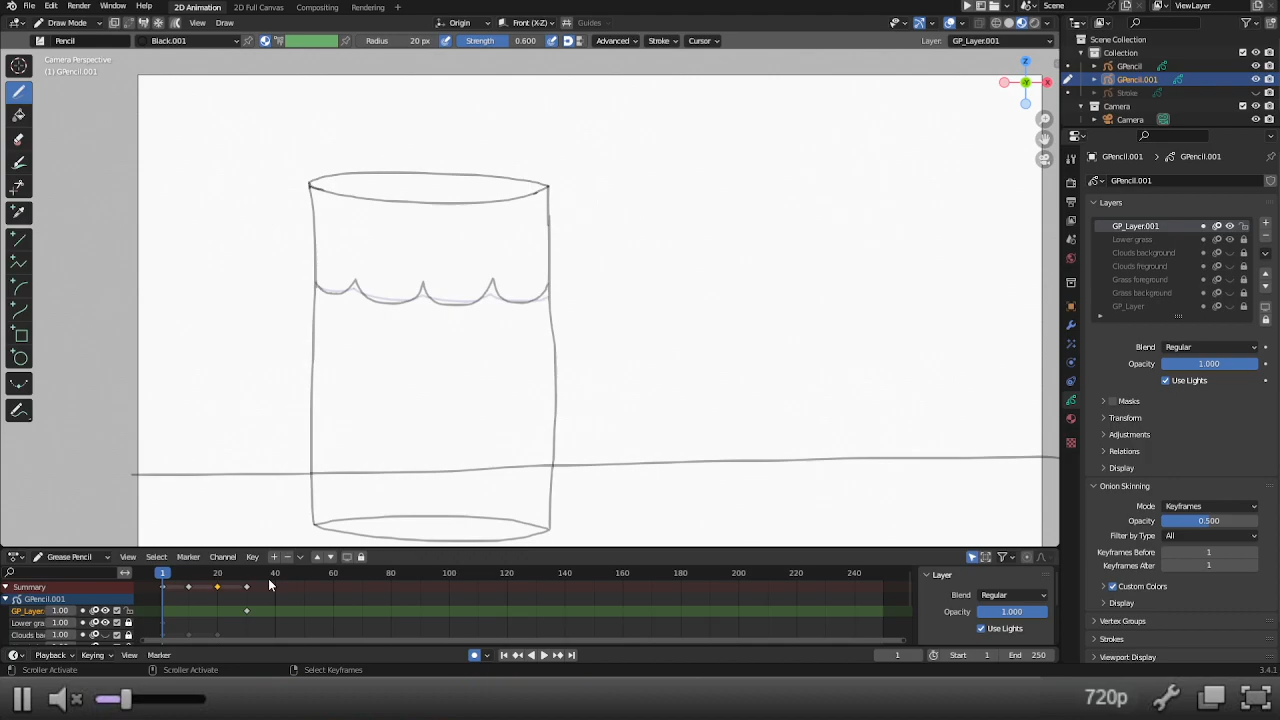 File Edit Render Window Help 2D Animation 2D Full Canvas Compositing Rendering + Scene ViewLayer
Draw Mode View Draw Origin Front (X-Z) Guides
Pencil Black.001 Radius 20 px Strength 0.600 Advanced Stroke Cursor Layer: GP_Layer.001
Camera Perspective
(1) GPencil.001
Z
-Y
X
Scene Collection
Collection
GPencil
GPencil.001
Stroke
Camera
Camera
GPencil.001 GPencil.001
GPencil.001
Layers
GP_Layer.001
Lower grass
Clouds background
Clouds freground
Grass foreground
Grass background
GP_Layer
Blend Regular
Opacity 1.000
Use Lights
Masks
Transform
Adjustments
Relations
Display
Onion Skinning
Mode Keyframes
Opacity 0.500
Filter by Type All
Keyframes Before 1
Keyframes After 1
Custom Colors
Display
Vertex Groups
Strokes
Viewport Display
Grease Pencil View Select Marker Channel Key
1 20 40 60 80 100 120 140 160 180 200 220 240
Summary
GPencil.001
GP_Layer. 1.00
Lower gra 1.00
Clouds ba 1.00
Layer
Blend Regular
Opacity 1.000
Use Lights
Playback Keying View Marker 1 Start 1 End 250
Scroller Activate Scroller Activate Select Keyframes 3.4.1
720p